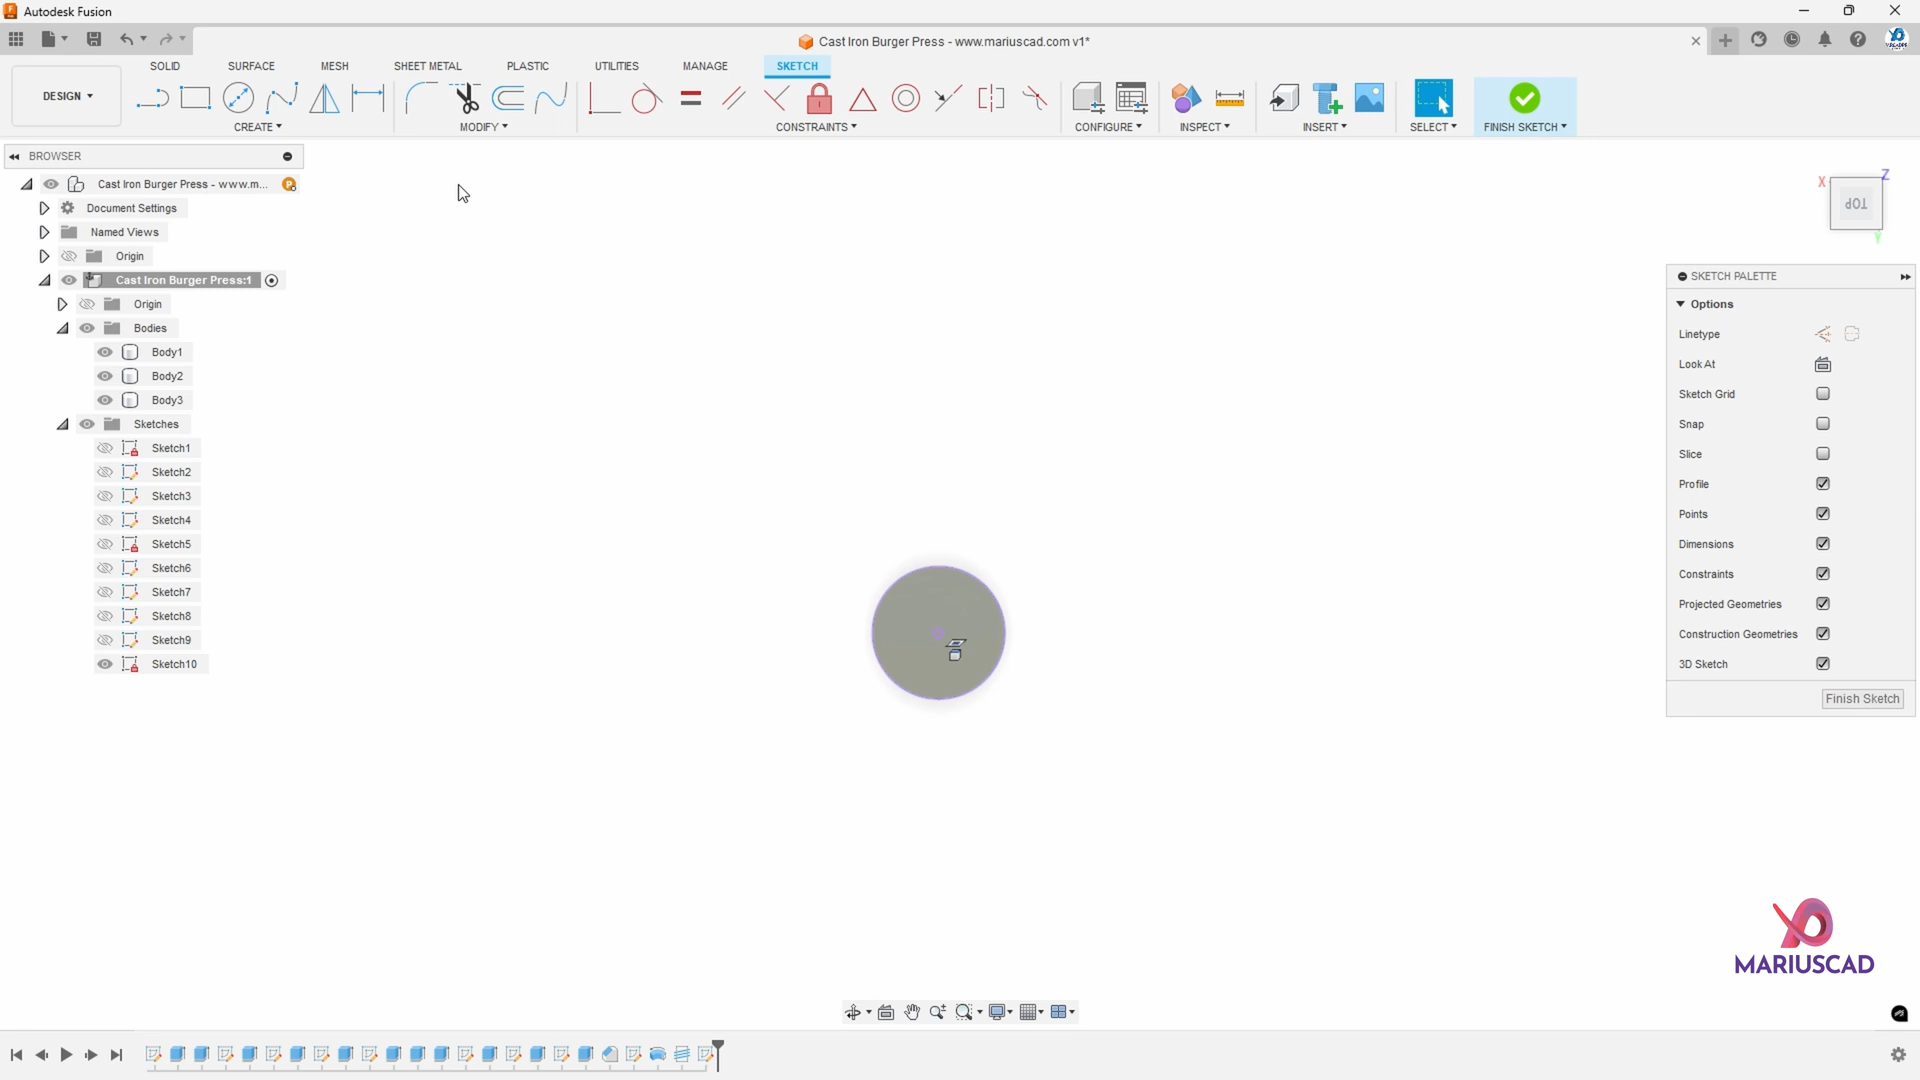 Autodesk Fusion
Cast Iron Burger Press - www.mariuscad.com v1*
DESIGN
SOLID
SURFACE
MESH
SHEET METAL
PLASTIC
UTILITIES
MANAGE
SKETCH
CREATE
MODIFY
CONSTRAINTS
CONFIGURE
INSPECT
INSERT
SELECT
FINISH SKETCH
BROWSER
Cast Iron Burger Press - www.m...
Document Settings
Named Views
Origin
Cast Iron Burger Press:1
Origin
Bodies
Body1
Body2
Body3
Sketches
Sketch1
Sketch2
Sketch3
Sketch4
Sketch5
Sketch6
Sketch7
Sketch8
Sketch9
Sketch10
X
Z
TOP
Y
SKETCH PALETTE
Options
Linetype
Look At
Sketch Grid
Snap
Slice
Profile
Points
Dimensions
Constraints
Projected Geometries
Construction Geometries
3D Sketch
Finish Sketch
MARIUSCAD